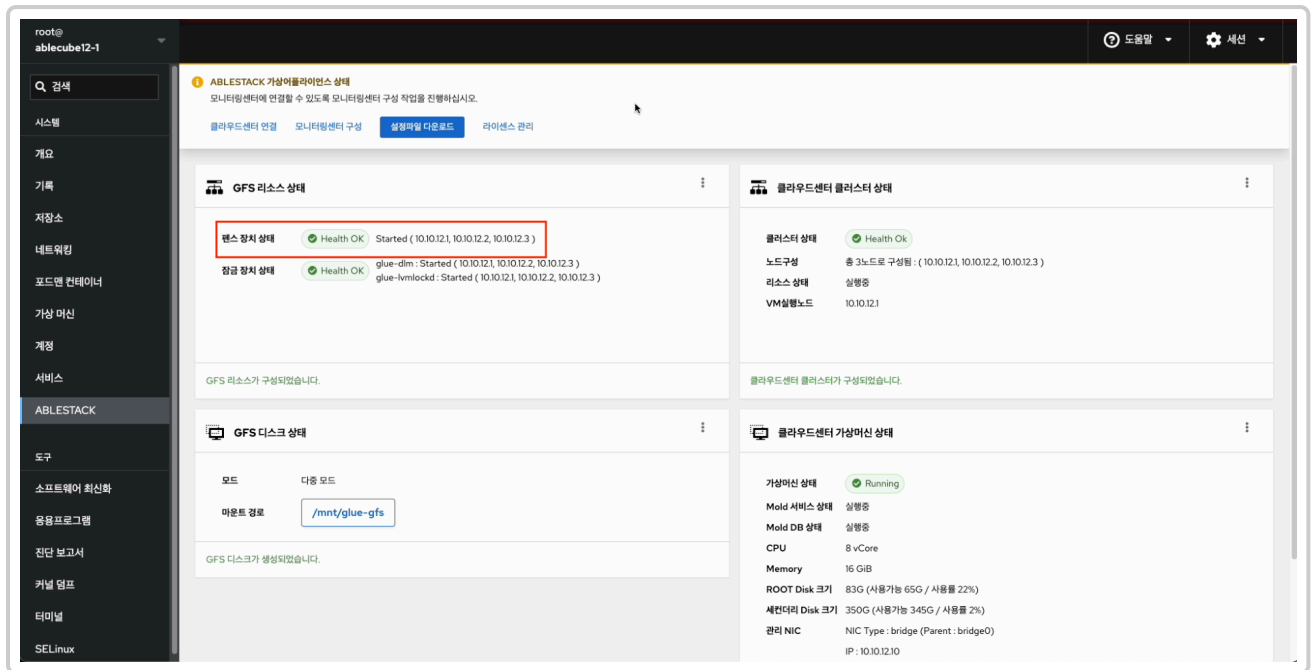 root@
ablecube12-1
도움말
세션
검색
시스템
개요
기록
저장소
네트워킹
포드맨 컨테이너
가상 머신
계정
서비스
ABLESTACK
도구
소프트웨어 최신화
응용프로그램
진단 보고서
커널 덤프
터미널
SELinux
ABLESTACK 가상어플라이언스 상태
모니터링센터에 연결할 수 있도록 모니터링센터 구성 작업을 진행하십시오.
클라우드센터 연결 모니터링센터 구성 설정파일 다운로드 라이센스 관리
GFS 리소스 상태
펜스 장치 상태 Health OK Started ( 10.10.12.1, 10.10.12.2, 10.10.12.3 )
잠금 장치 상태 Health OK glue-dlm : Started ( 10.10.12.1, 10.10.12.2, 10.10.12.3 )
glue-lvmlockd : Started ( 10.10.12.1, 10.10.12.2, 10.10.12.3 )
GFS 리소스가 구성되었습니다.
클라우드센터 클러스터 상태
클러스터 상태 Health Ok
노드구성 총 3노드로 구성됨 : ( 10.10.12.1, 10.10.12.2, 10.10.12.3 )
리소스 상태 실행중
VM실행노드 10.10.12.1
클라우드센터 클러스터가 구성되었습니다.
GFS 디스크 상태
모드 다중 모드
마운트 경로 /mnt/glue-gfs
GFS 디스크가 생성되었습니다.
클라우드센터 가상머신 상태
가상머신 상태 Running
Mold 서비스 상태 실행중
Mold DB 상태 실행중
CPU 8 vCore
Memory 16 GiB
ROOT Disk 크기 83G (사용가능 65G / 사용률 22%)
세컨더리 Disk 크기 350G (사용가능 345G / 사용률 2%)
관리 NIC NIC Type : bridge (Parent : bridge0)
IP : 10.10.12.10